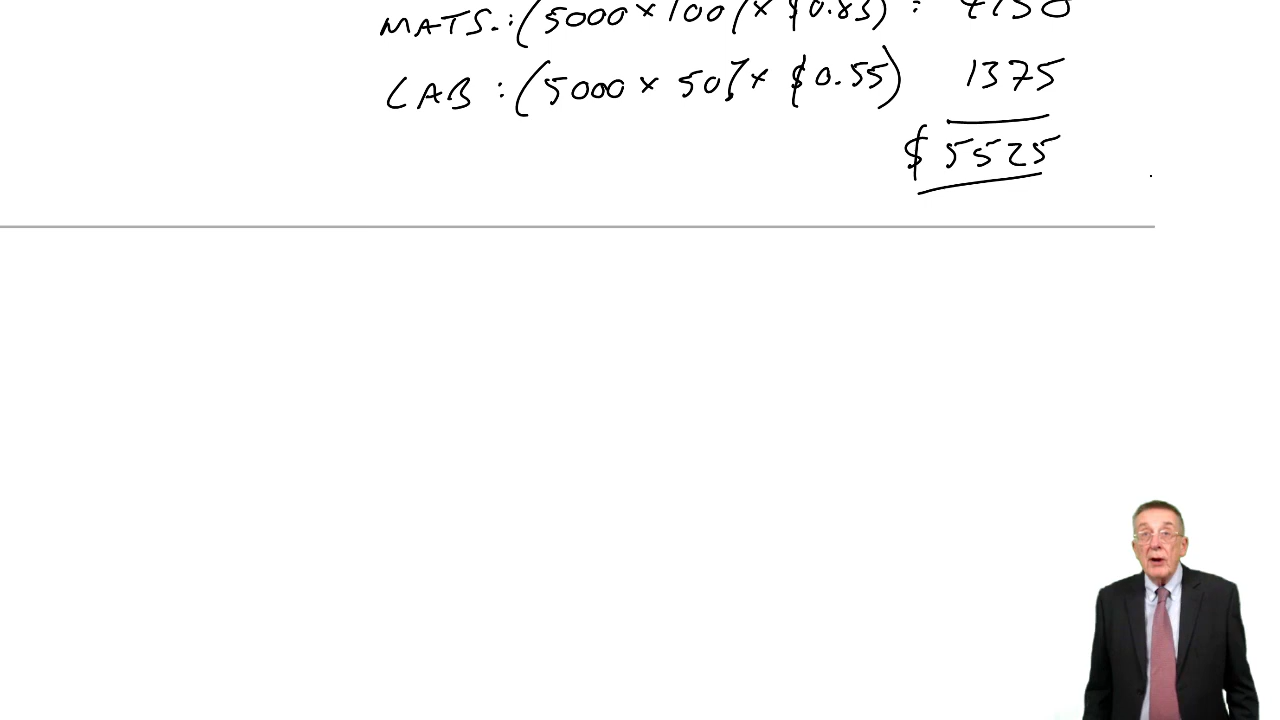 MATS.: (5000 × 100% × $0.83) = 4150
LAB : (5000 × 50% × $0.55) 1375
$ 5525